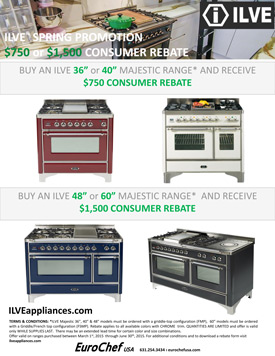 ILVE
ILVE* SPRING PROMOTION
$750 or $1,500 CONSUMER REBATE
BUY AN ILVE 36” or 40” MAJESTIC RANGE* AND RECEIVE
$750 CONSUMER REBATE
BUY AN ILVE 48” or 60” MAJESTIC RANGE* AND RECEIVE
$1,500 CONSUMER REBATE
ILVEappliances.com
TERMS & CONDITIONS: *ILVE Majestic 36", 40" & 48" models must be ordered with a griddle-top configuration (FMP). 60" models must be ordered
with a Griddle/French top configuration (FSMP). Rebate applies to all available colors with CHROME trim. QUANTITIES ARE LIMITED and offer is valid
only WHILE SUPPLIES LAST. There may be an extended lead time for certain color and size combinations.
Offer valid on ranges purchased between March 1st, 2015 through June 30th, 2015. For additional conditions and to download a rebate form visit
ilveappliances.com
EuroChef USA 631.254.3434 - eurochefusa.com